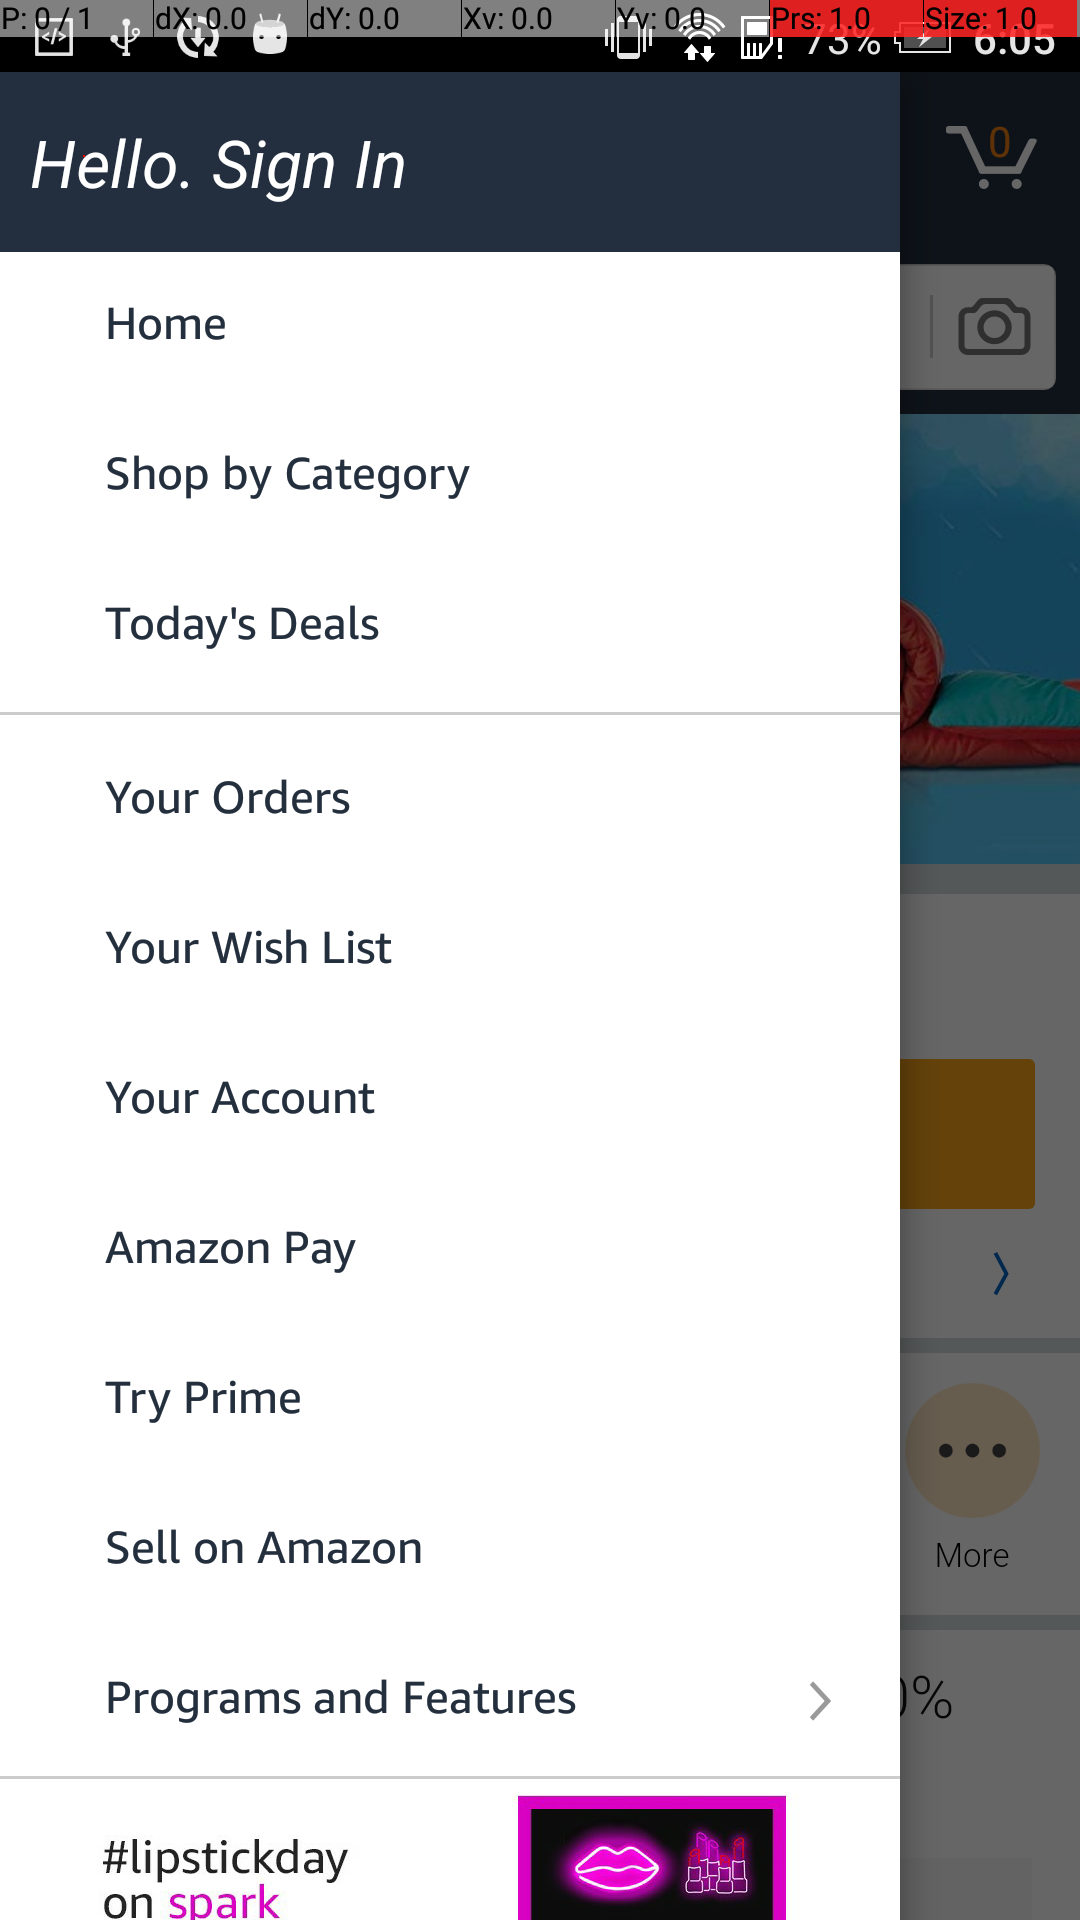 P: 0 / 1 dX: 0.0 dY: 0.0 Xv: 0.0 Yv: 0.0 Prs: 1.0 Size: 1.0
73% 6:05
Hello. Sign In
0
Home
Shop by Category
Today's Deals
Your Orders
Your Wish List
Your Account
Amazon Pay
Try Prime
Sell on Amazon
More
Programs and Features
%
#lipstickday
on spark